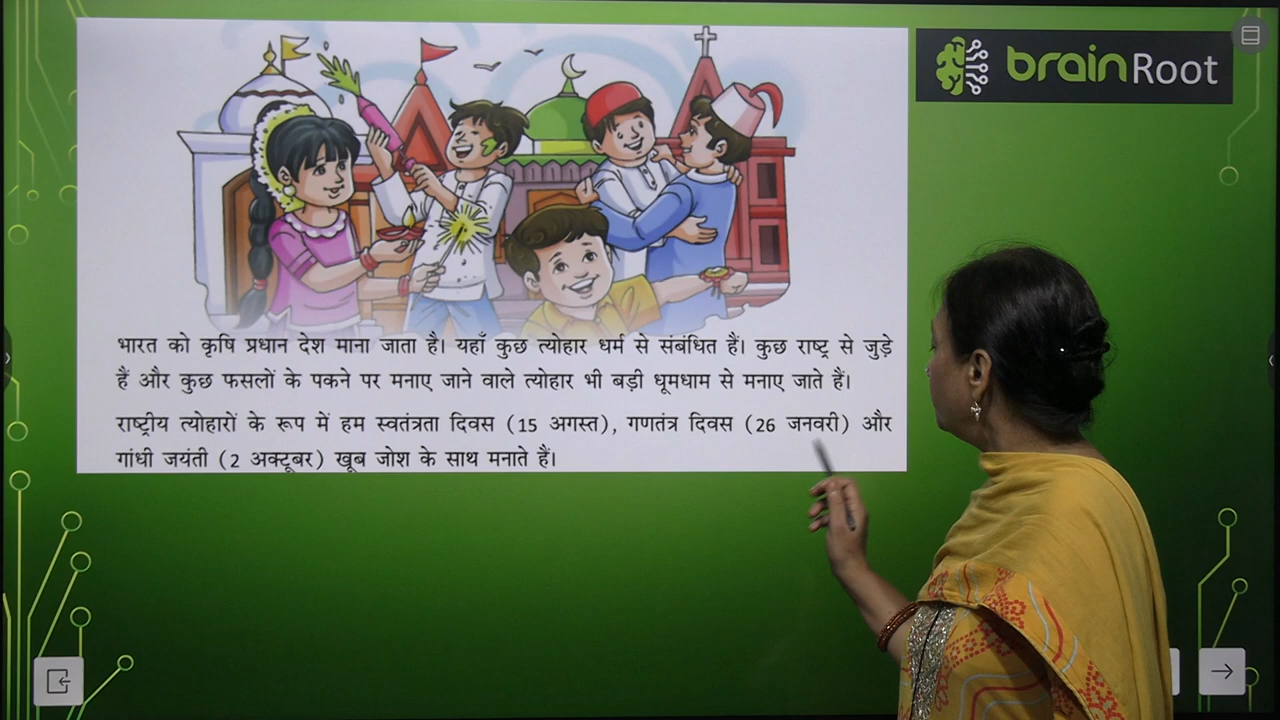 brainRoot
भारत को कृषि प्रधान देश माना जाता है। यहाँ कुछ त्योहार धर्म से संबंधित हैं। कुछ राष्ट्र से जुड़े
हैं और कुछ फसलों के पकने पर मनाए जाने वाले त्योहार भी बड़ी धूमधाम से मनाए जाते हैं।
राष्ट्रीय त्योहारों के रूप में हम स्वतंत्रता दिवस (15 अगस्त), गणतंत्र दिवस (26 जनवरी) और
गांधी जयंती (2 अक्टूबर) खूब जोश के साथ मनाते हैं।